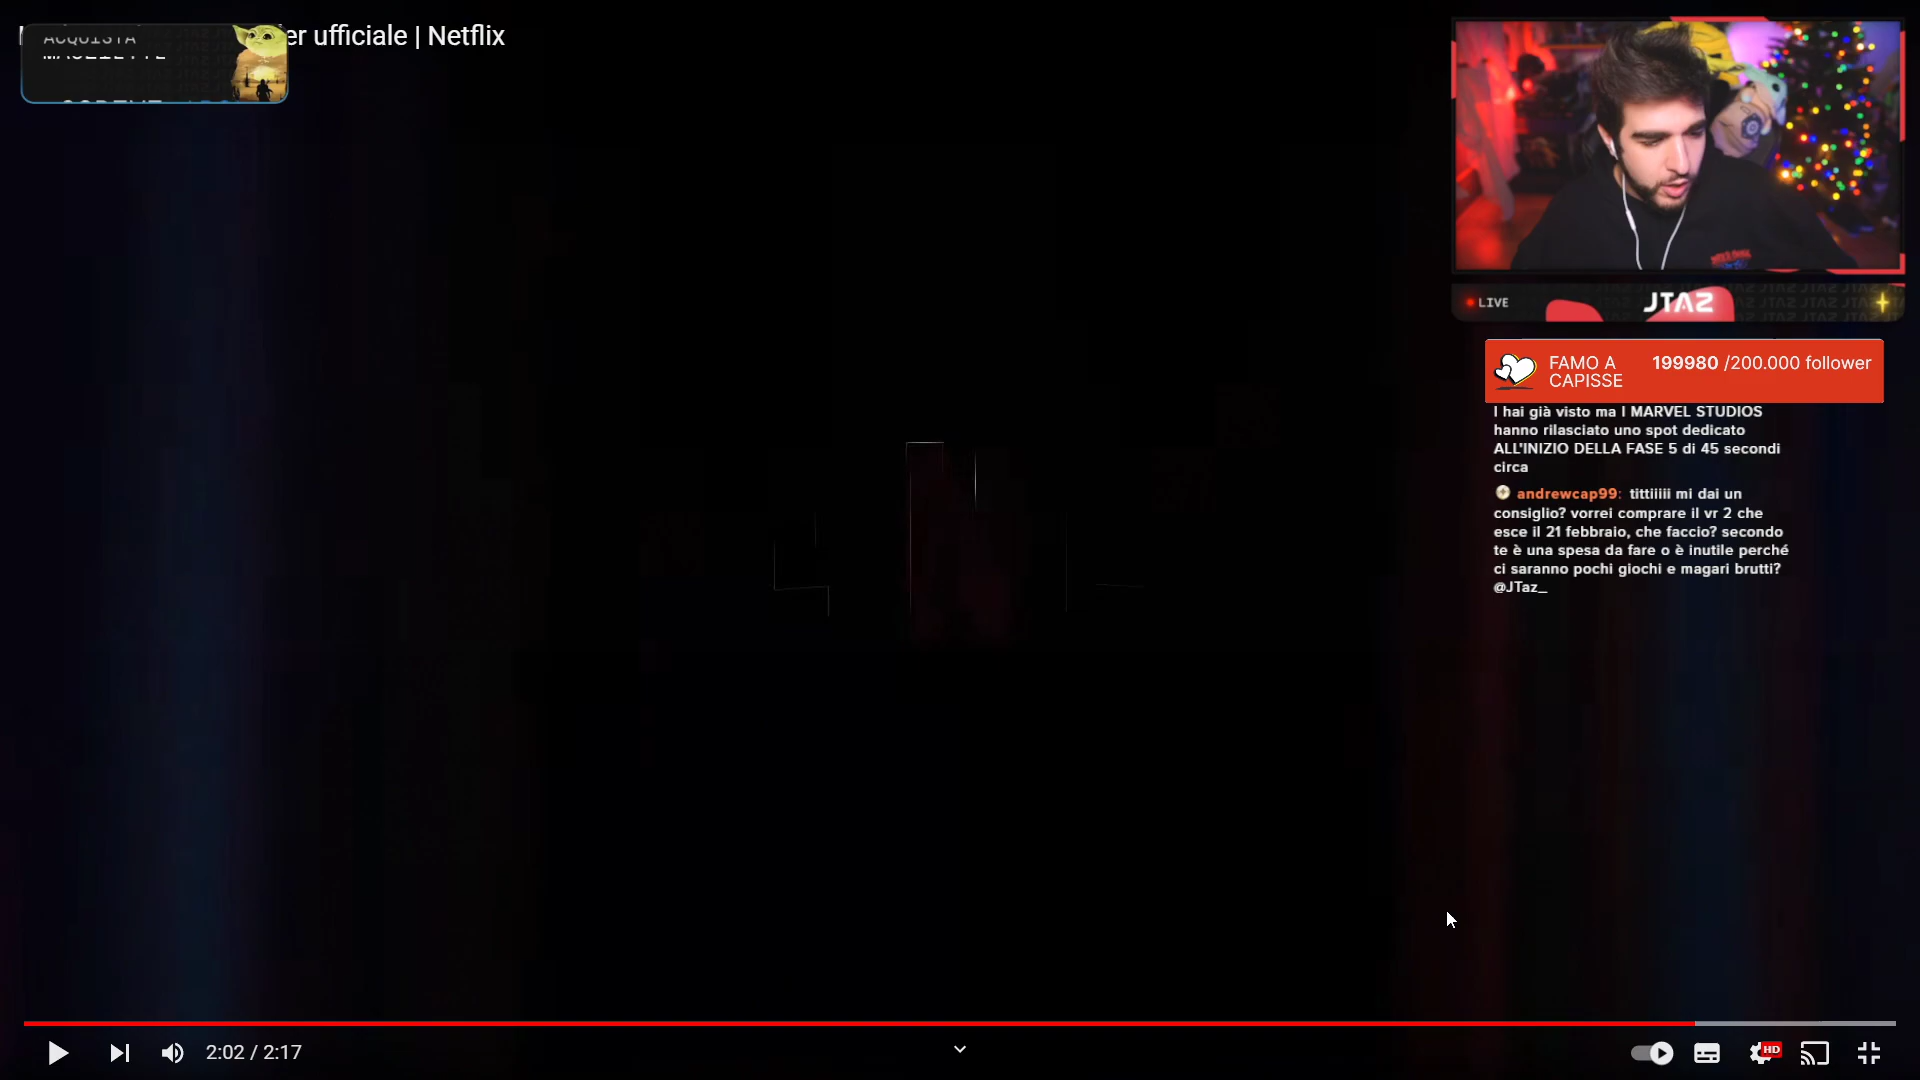 er ufficiale | Netflix
ACQUISTA
LIVE
JTAZ
FAMO A
CAPISSE
199980 /200.000 follower
I hai già visto ma I MARVEL STUDIOS
hanno rilasciato uno spot dedicato
ALL'INIZIO DELLA FASE 5 di 45 secondi
circa
andrewcap99: tittiiiii mi dai un
consiglio? vorrei comprare il vr 2 che
esce il 21 febbraio, che faccio? secondo
te è una spesa da fare o è inutile perché
ci saranno pochi giochi e magari brutti?
@JTaz_
2:02 / 2:17
HD